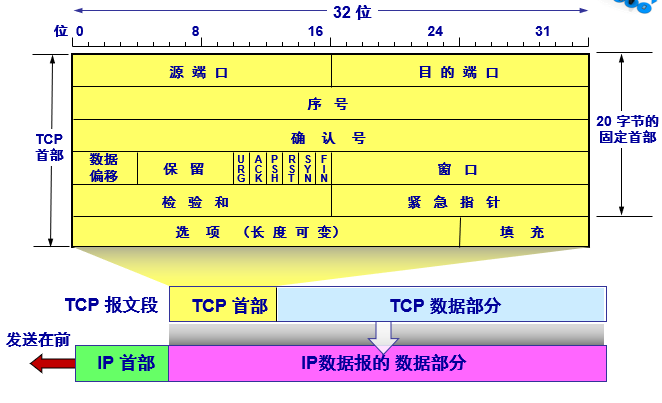 32 位
位 0 8 16 24 31
源 端 口 目 的 端 口
序 号
确 认 号
数据
偏移
保 留
URG
ACK
PSH
RST
SYN
FIN
窗 口
检 验 和 紧 急 指 针
选 项 （长 度 可 变） 填 充
TCP
首部
20 字节的
固定首部
TCP 报文段 TCP 首部 TCP 数据部分
发送在前
IP 首部 IP数据报的 数据部分